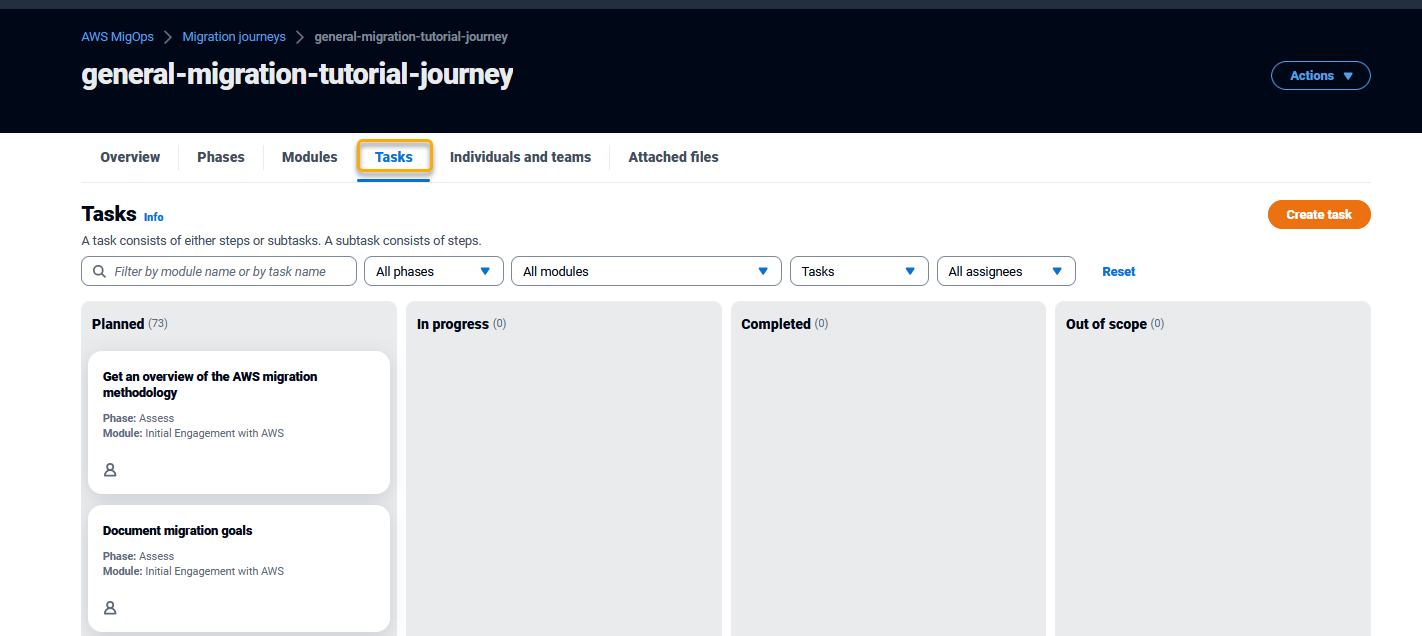 AWS MigOps > Migration journeys > general-migration-tutorial-journey
general-migration-tutorial-journey
Actions
Overview Phases Modules Tasks Individuals and teams Attached files
Tasks Info
Create task
A task consists of either steps or subtasks. A subtask consists of steps.
Filter by module name or by task name All phases All modules Tasks All assignees Reset
Planned (73) In progress (0) Completed (0) Out of scope (0)
Get an overview of the AWS migration
methodology
Phase: Assess
Module: Initial Engagement with AWS
Document migration goals
Phase: Assess
Module: Initial Engagement with AWS